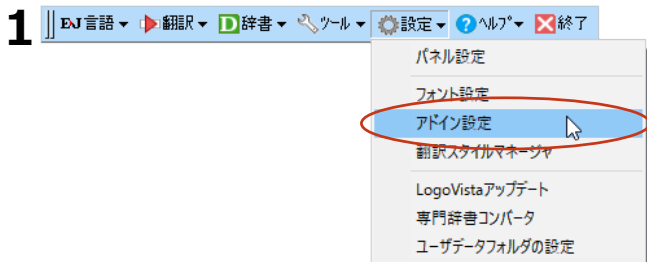 1
EJ 言語 ▼ 翻訳 ▼ D 辞書 ▼ ツール ▼ 設定 ▼ ? ヘルプ ▼ 終了
パネル設定
フォント設定
アドイン設定
翻訳スタイルマネージャ
LogoVistaアップデート
専門辞書コンバータ
ユーザデータフォルダの設定